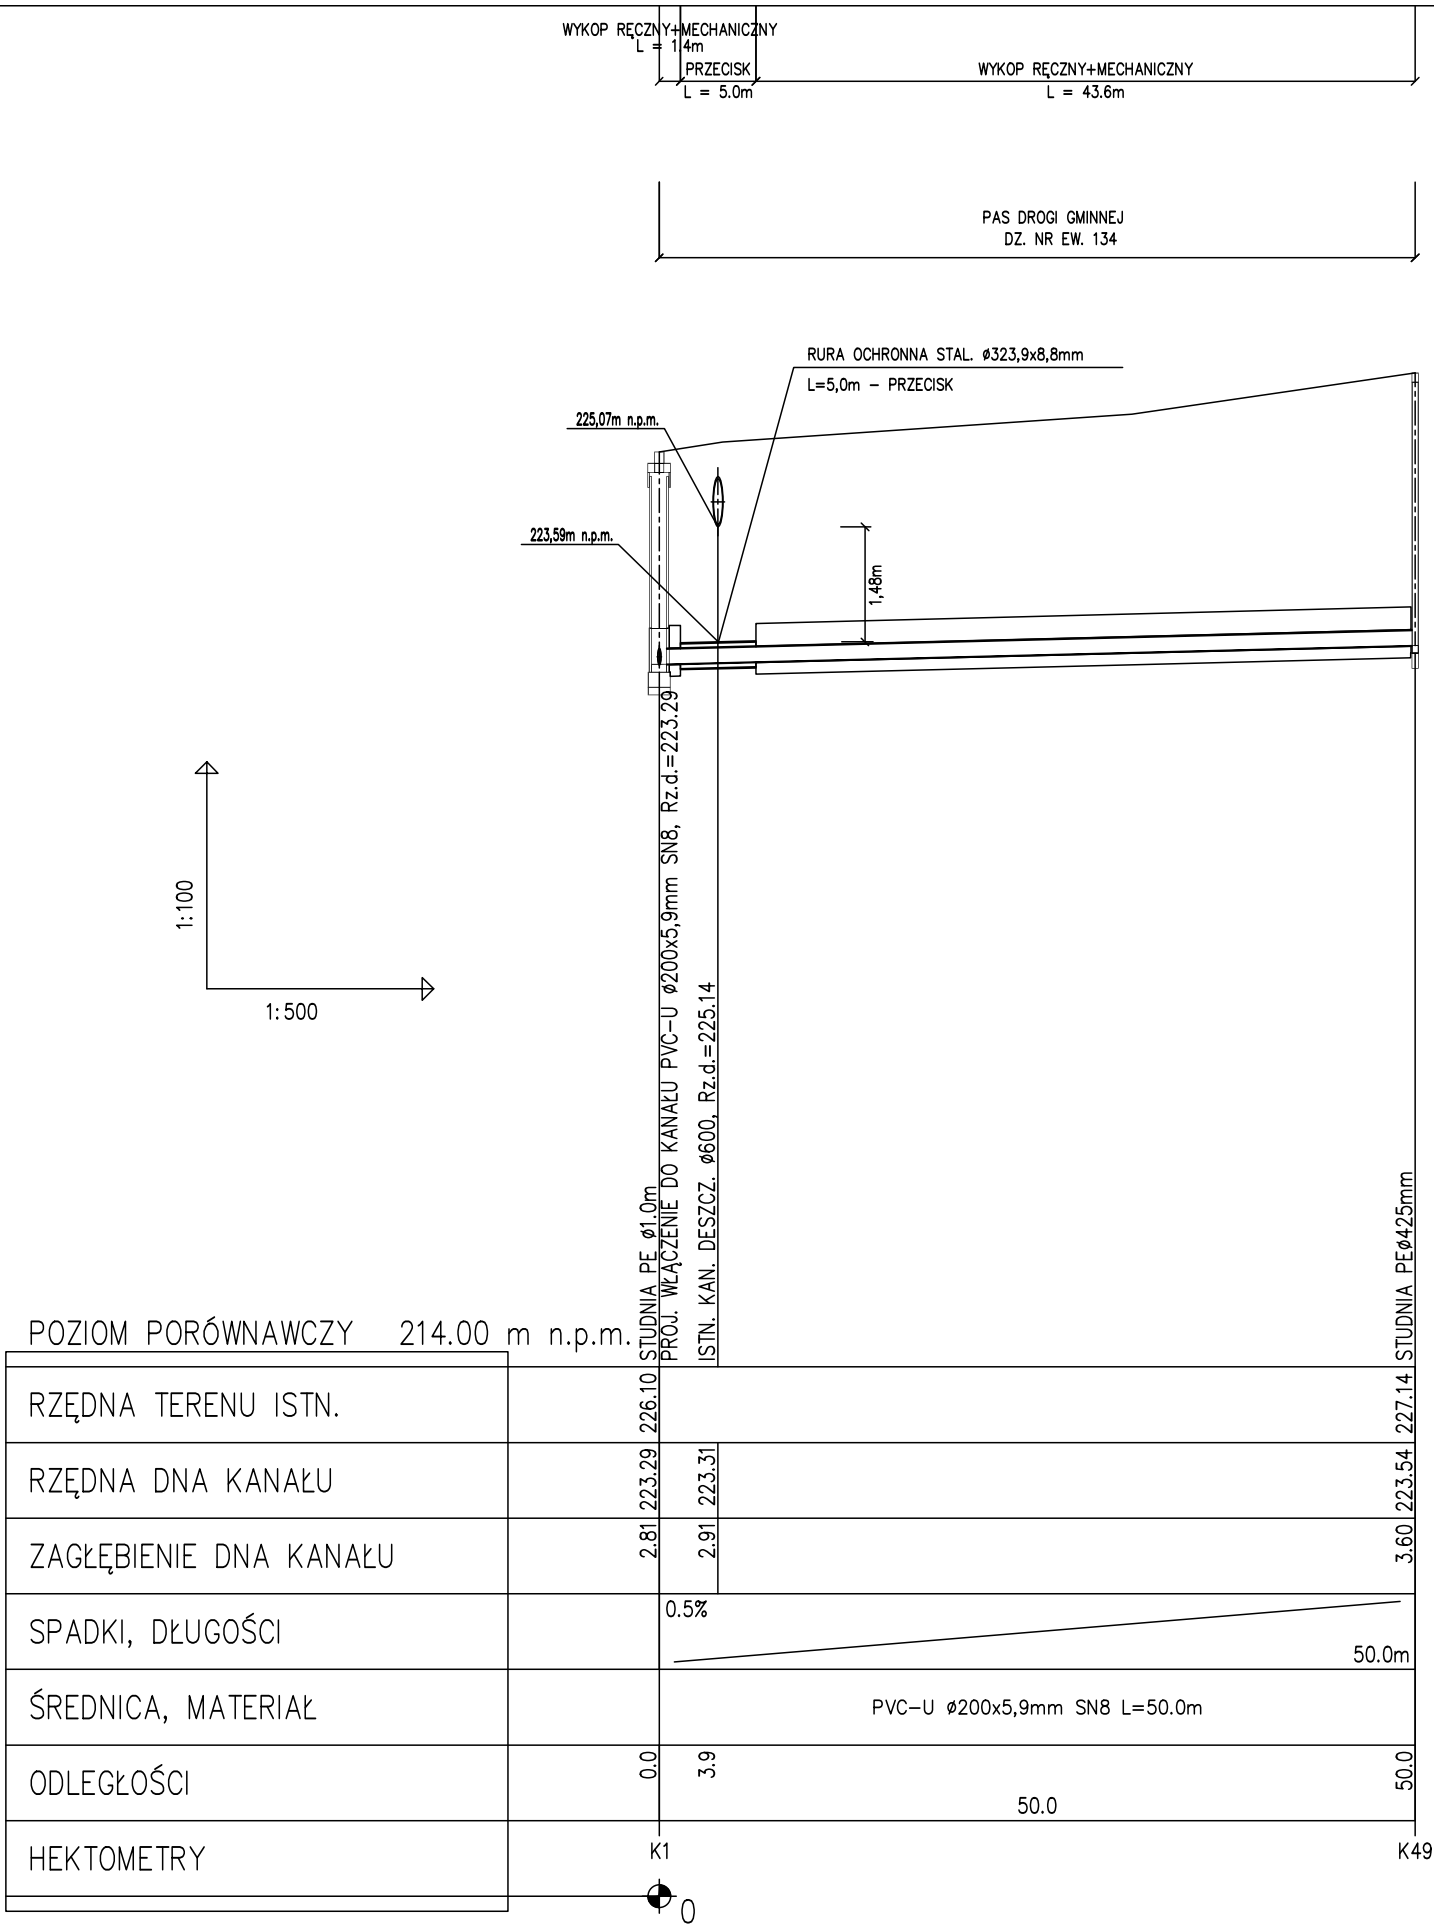 WYKOP RĘCZNY+MECHANICZNY
L = 1.4m
PRZECISK
L = 5.0m
WYKOP RĘCZNY+MECHANICZNY
L = 43.6m
PAS DROGI GMINNEJ
DZ. NR EW. 134
RURA OCHRONNA STAL. ø323,9x8,8mm
L=5,0m – PRZECISK
225,07m n.p.m.
223,59m n.p.m.
1,48m
1:100
1:500
STUDNIA PE ø1.0m
PROJ. WŁĄCZENIE DO KANAŁU PVC-U ø200x5,9mm SN8, Rz.d.=223.29
ISTN. KAN. DESZCZ. ø600, Rz.d.=225.14
STUDNIA PEø425mm
POZIOM PORÓWNAWCZY 214.00 m n.p.m.
RZĘDNA TERENU ISTN. 226.10 227.14
RZĘDNA DNA KANAŁU 223.29 223.31 223.54
ZAGŁĘBIENIE DNA KANAŁU 2.81 2.91 3.60
SPADKI, DŁUGOŚCI 0.5% 50.0m
ŚREDNICA, MATERIAŁ PVC-U ø200x5,9mm SN8 L=50.0m
ODLEGŁOŚCI 0.0 3.9 50.0 50.0
HEKTOMETRY K1 K49
0